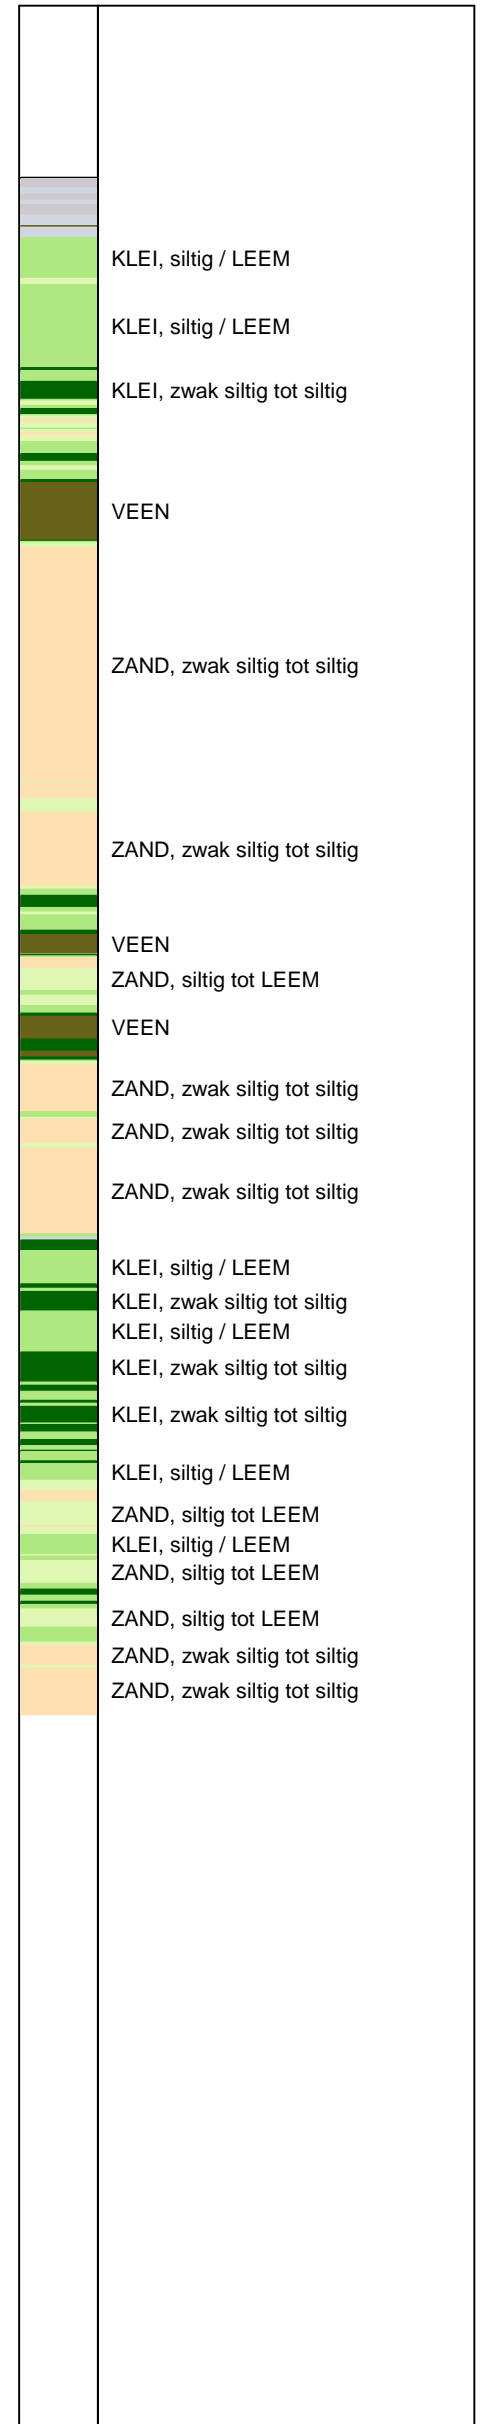 KLEI, siltig / LEEM
KLEI, siltig / LEEM
KLEI, zwak siltig tot siltig
VEEN
ZAND, zwak siltig tot siltig
ZAND, zwak siltig tot siltig
VEEN
ZAND, siltig tot LEEM
VEEN
ZAND, zwak siltig tot siltig
ZAND, zwak siltig tot siltig
ZAND, zwak siltig tot siltig
KLEI, siltig / LEEM
KLEI, zwak siltig tot siltig
KLEI, siltig / LEEM
KLEI, zwak siltig tot siltig
KLEI, zwak siltig tot siltig
KLEI, siltig / LEEM
ZAND, siltig tot LEEM
KLEI, siltig / LEEM
ZAND, siltig tot LEEM
ZAND, siltig tot LEEM
ZAND, zwak siltig tot siltig
ZAND, zwak siltig tot siltig